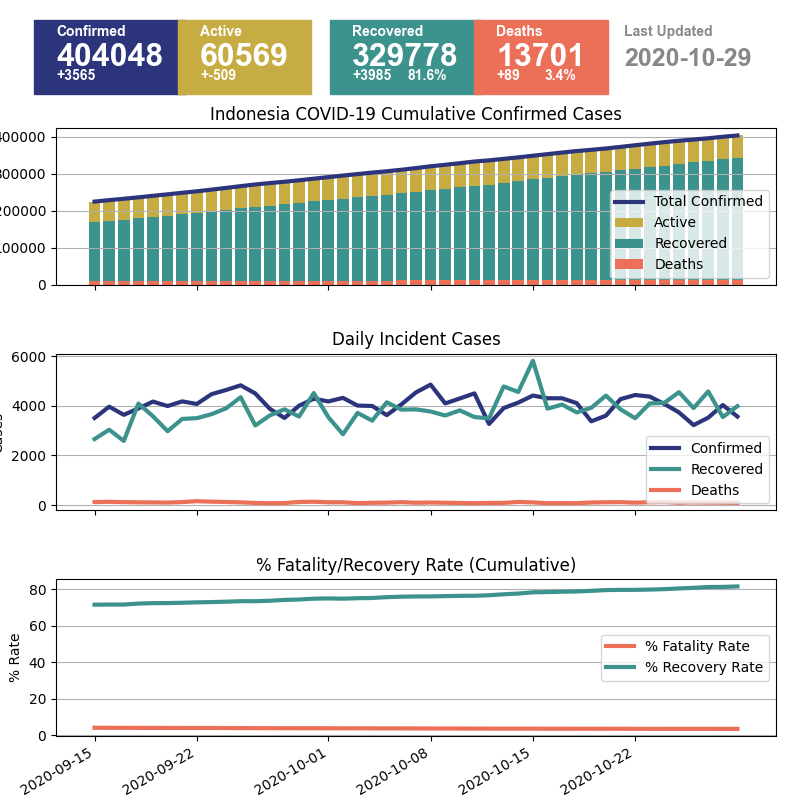 Confirmed
404048
+3565
Active
60569
+-509
Recovered
329778
+3985 81.6%
Deaths
13701
+89 3.4%
Last Updated
2020-10-29
Indonesia COVID-19 Cumulative Confirmed Cases
400000
300000
200000
100000
0
Total Confirmed
Active
Recovered
Deaths
Daily Incident Cases
6000
4000
2000
0
Confirmed
Recovered
Deaths
% Fatality/Recovery Rate (Cumulative)
% Rate
80
60
40
20
0
% Fatality Rate
% Recovery Rate
2020-09-15
2020-09-22
2020-10-01
2020-10-08
2020-10-15
2020-10-22